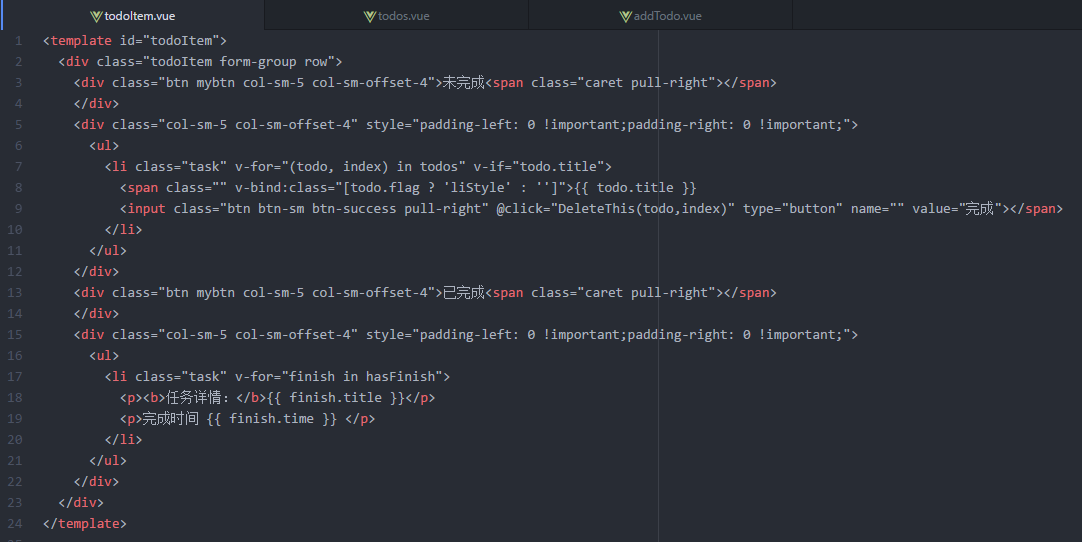 todoItem.vue
todos.vue
addTodo.vue
1 <template id="todoItem">
2 <div class="todoItem form-group row">
3 <div class="btn mybtn col-sm-5 col-sm-offset-4">未完成<span class="caret pull-right"></span>
4 </div>
5 <div class="col-sm-5 col-sm-offset-4" style="padding-left: 0 !important;padding-right: 0 !important;">
6 <ul>
7 <li class="task" v-for="(todo, index) in todos" v-if="todo.title">
8 <span class="" v-bind:class="[todo.flag ? 'liStyle' : '']">{{ todo.title }}
9 <input class="btn btn-sm btn-success pull-right" @click="DeleteThis(todo,index)" type="button" name="" value="完成"></span>
10 </li>
11 </ul>
12 </div>
13 <div class="btn mybtn col-sm-5 col-sm-offset-4">已完成<span class="caret pull-right"></span>
14 </div>
15 <div class="col-sm-5 col-sm-offset-4" style="padding-left: 0 !important;padding-right: 0 !important;">
16 <ul>
17 <li class="task" v-for="finish in hasFinish">
18 <p><b>任务详情：</b>{{ finish.title }}</p>
19 <p>完成时间 {{ finish.time }} </p>
20 </li>
21 </ul>
22 </div>
23 </div>
24 </template>